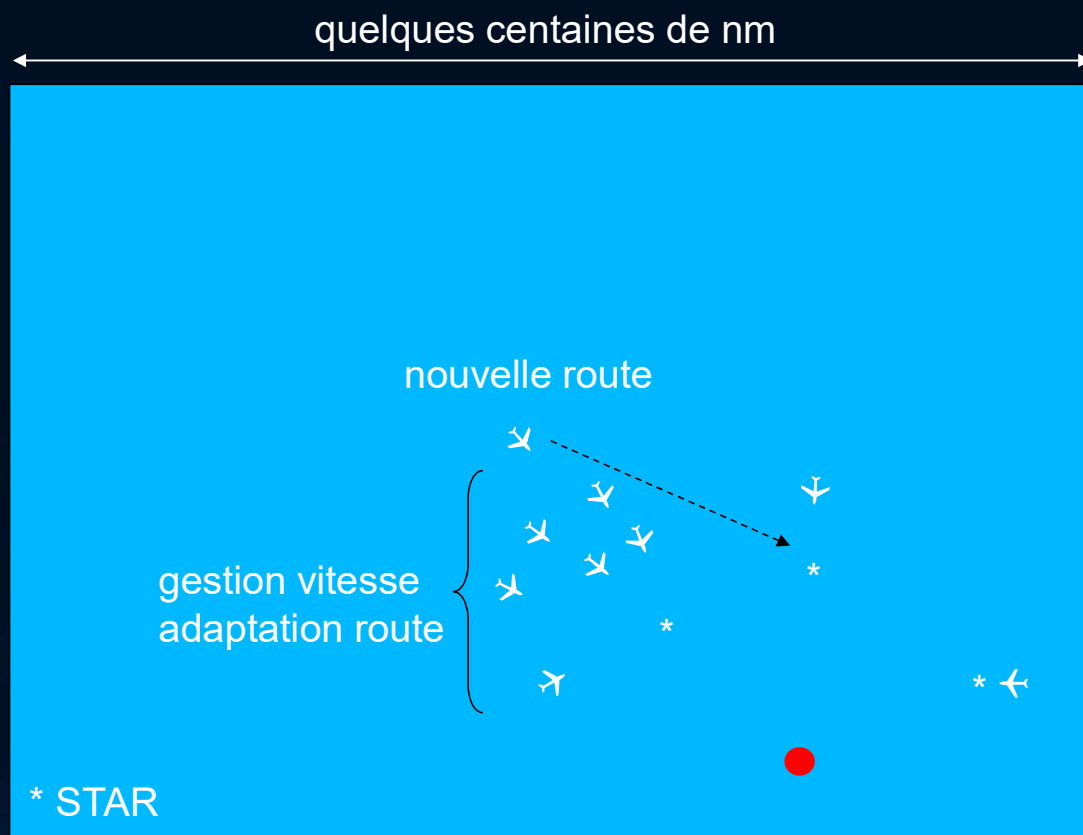 quelques centaines de nm
nouvelle route
gestion vitesse
adaptation route
* STAR